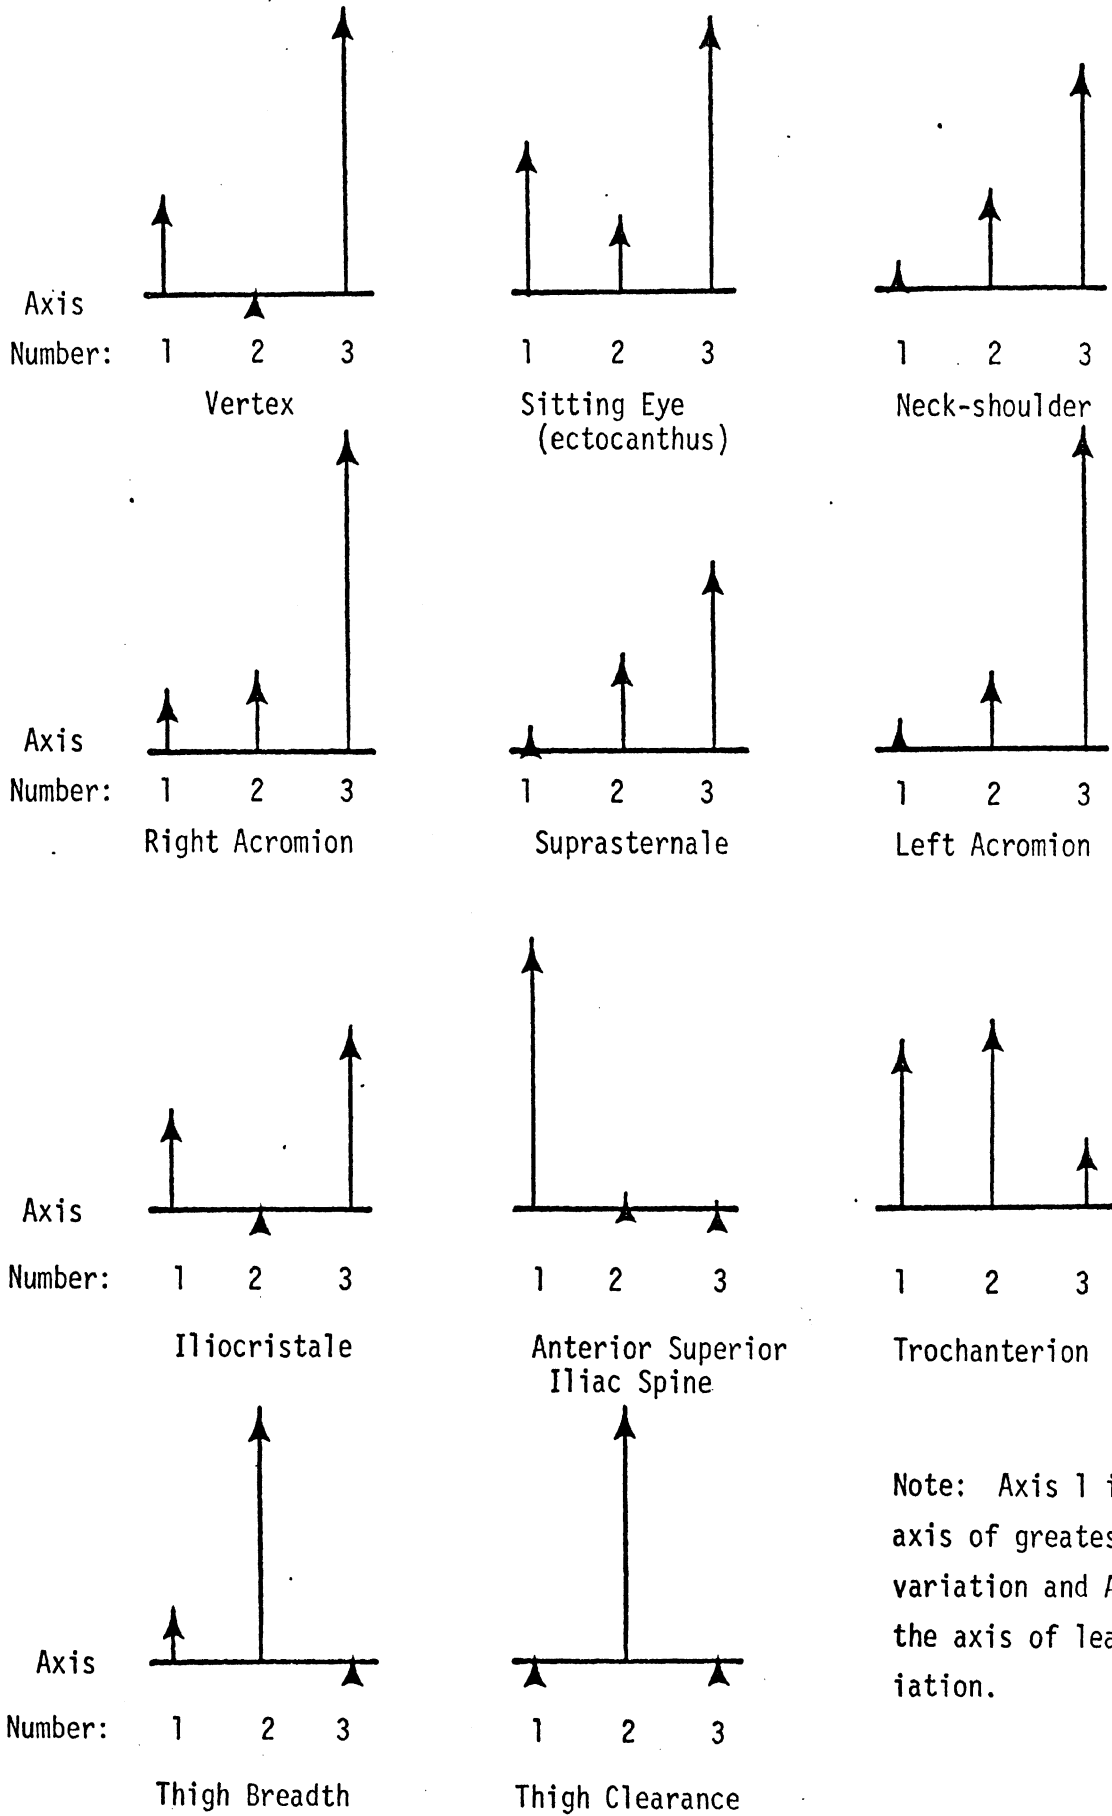 Axis
Number: 1 2 3 1 2 3 1 2 3
Vertex Sitting Eye Neck-shoulder
(ectocanthus)
Axis
Number: 1 2 3 1 2 3 1 2 3
Right Acromion Suprasternale Left Acromion
Axis
Number: 1 2 3 1 2 3 1 2 3
Iliocristale Anterior Superior Trochanterion
Iliac Spine
Note: Axis 1 i
axis of greates
variation and A
the axis of lea
iation.
Axis
Number: 1 2 3 1 2 3
Thigh Breadth Thigh Clearance